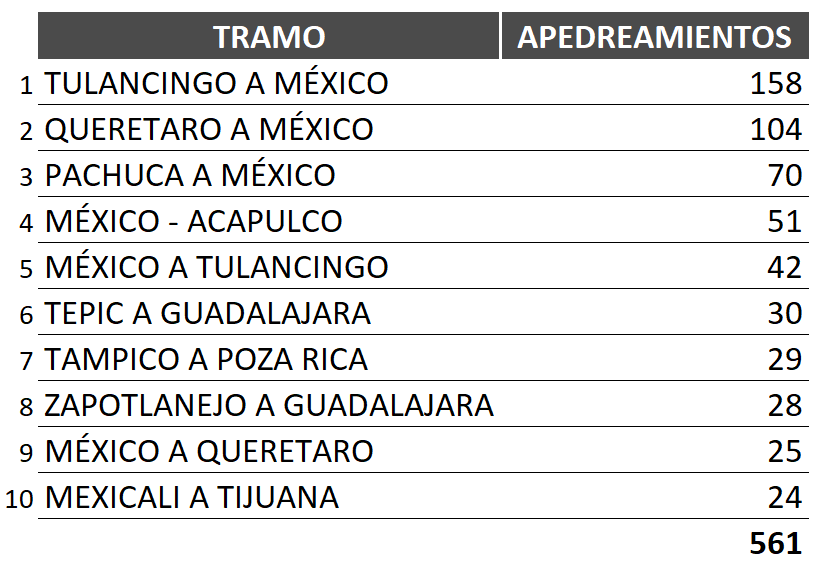 TRAMO APEDREAMIENTOS
1 TULANCINGO A MÉXICO 158
2 QUERETARO A MÉXICO 104
3 PACHUCA A MÉXICO 70
4 MÉXICO - ACAPULCO 51
5 MÉXICO A TULANCINGO 42
6 TEPIC A GUADALAJARA 30
7 TAMPICO A POZA RICA 29
8 ZAPOTLANEJO A GUADALAJARA 28
9 MÉXICO A QUERETARO 25
10 MEXICALI A TIJUANA 24
561